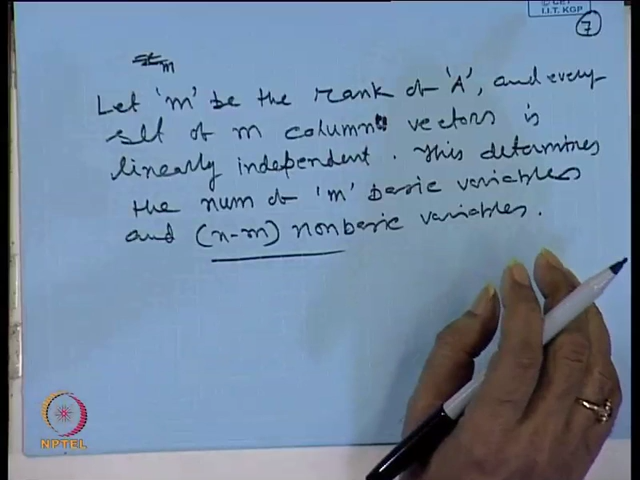 © CET
I.I.T. KGP
7
Let 'm' be the rank of 'A', and every
set of m column vectors is
linearly independent. This determines
the num of 'm' basic variables
and (n-m) nonbasic variables.
NPTEL